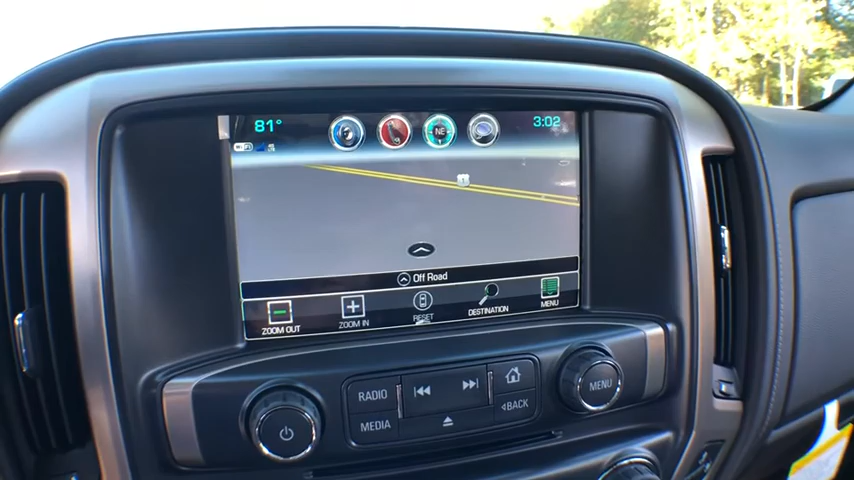 81°
NE
3:02
Off Road
ZOOM OUT
ZOOM IN
RESET
DESTINATION
MENU
RADIO
MEDIA
BACK
MENU